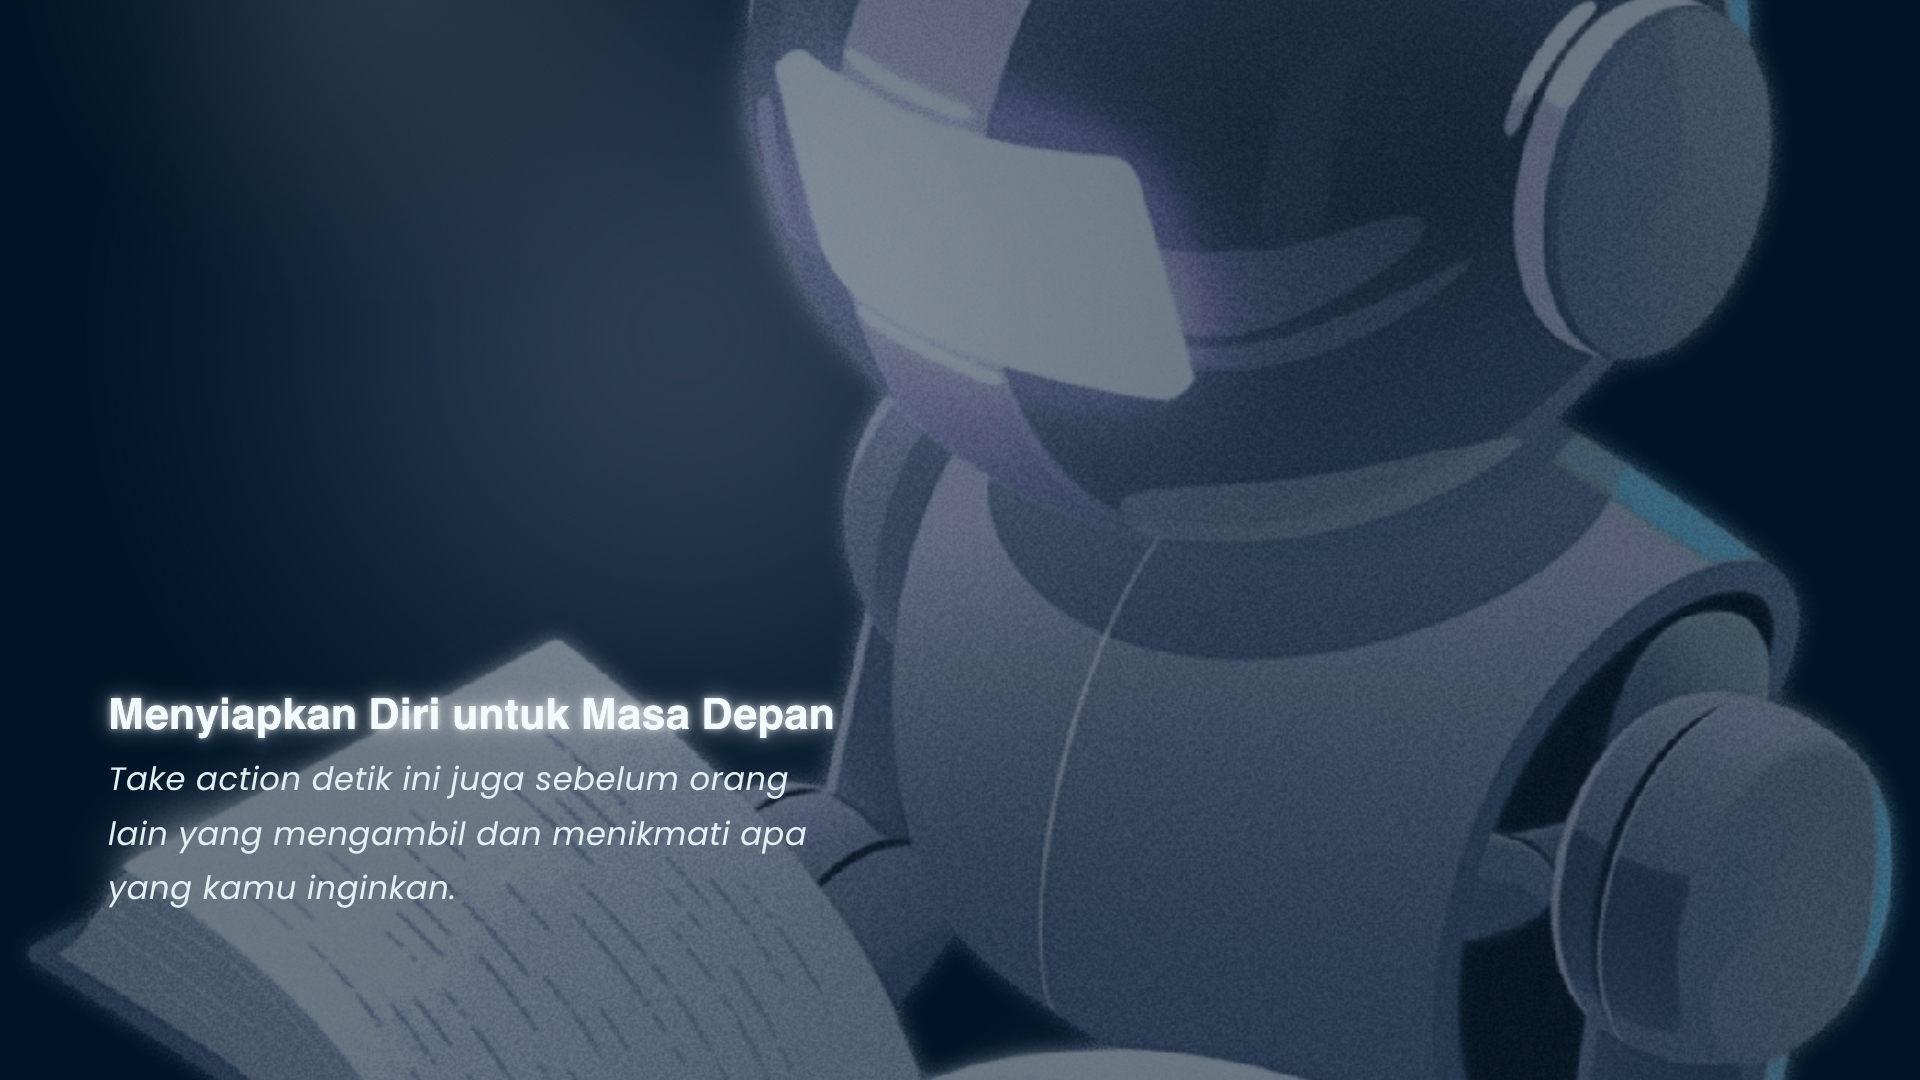 Menyiapkan Diri untuk Masa Depan
Take action detik ini juga sebelum orang
lain yang mengambil dan menikmati apa
yang kamu inginkan.